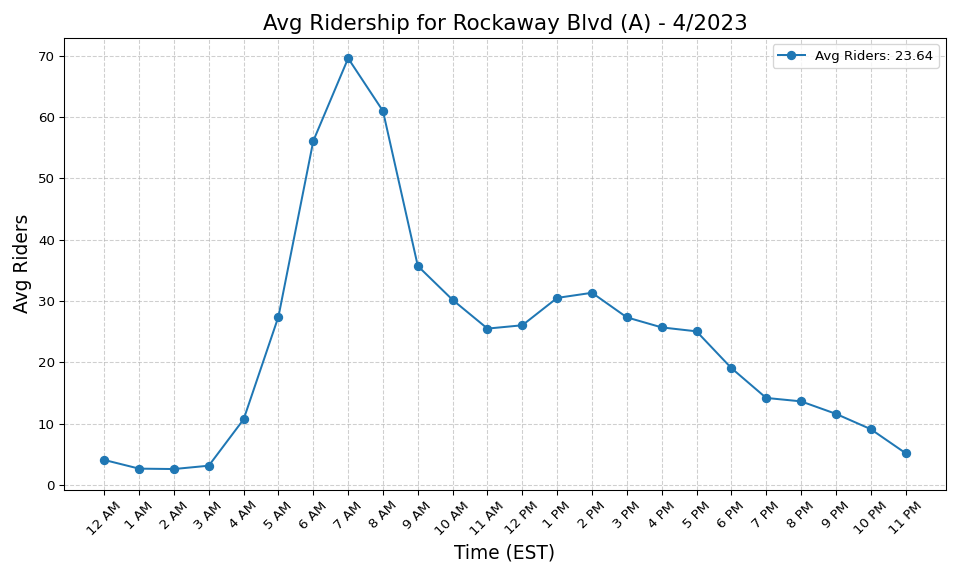 Avg Ridership for Rockaway Blvd (A) - 4/2023
Avg Riders: 23.64
70
60
50
40
30
20
10
0
Avg Riders
12 AM
1 AM
2 AM
3 AM
4 AM
5 AM
6 AM
7 AM
8 AM
9 AM
10 AM
11 AM
12 PM
1 PM
2 PM
3 PM
4 PM
5 PM
6 PM
7 PM
8 PM
9 PM
10 PM
11 PM
Time (EST)